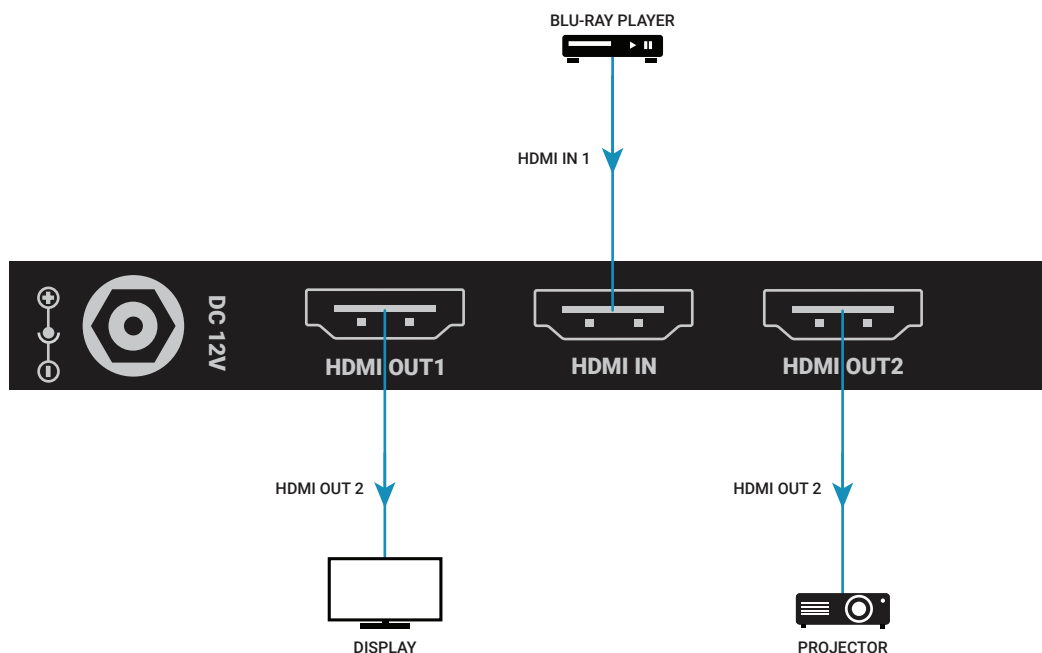 BLU-RAY PLAYER
HDMI IN 1
DC 12V
HDMI OUT1
HDMI IN
HDMI OUT2
HDMI OUT 2
HDMI OUT 2
DISPLAY
PROJECTOR